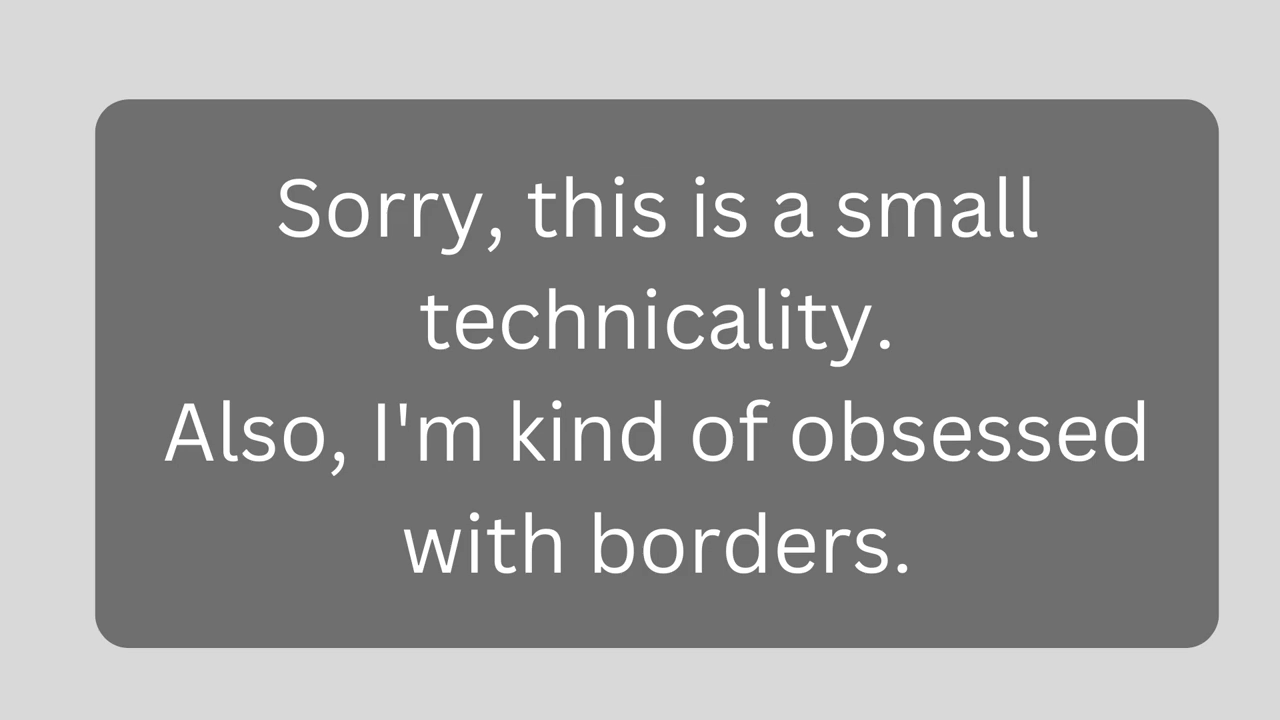 Sorry, this is a small
technicality.
Also, I'm kind of obsessed
with borders.